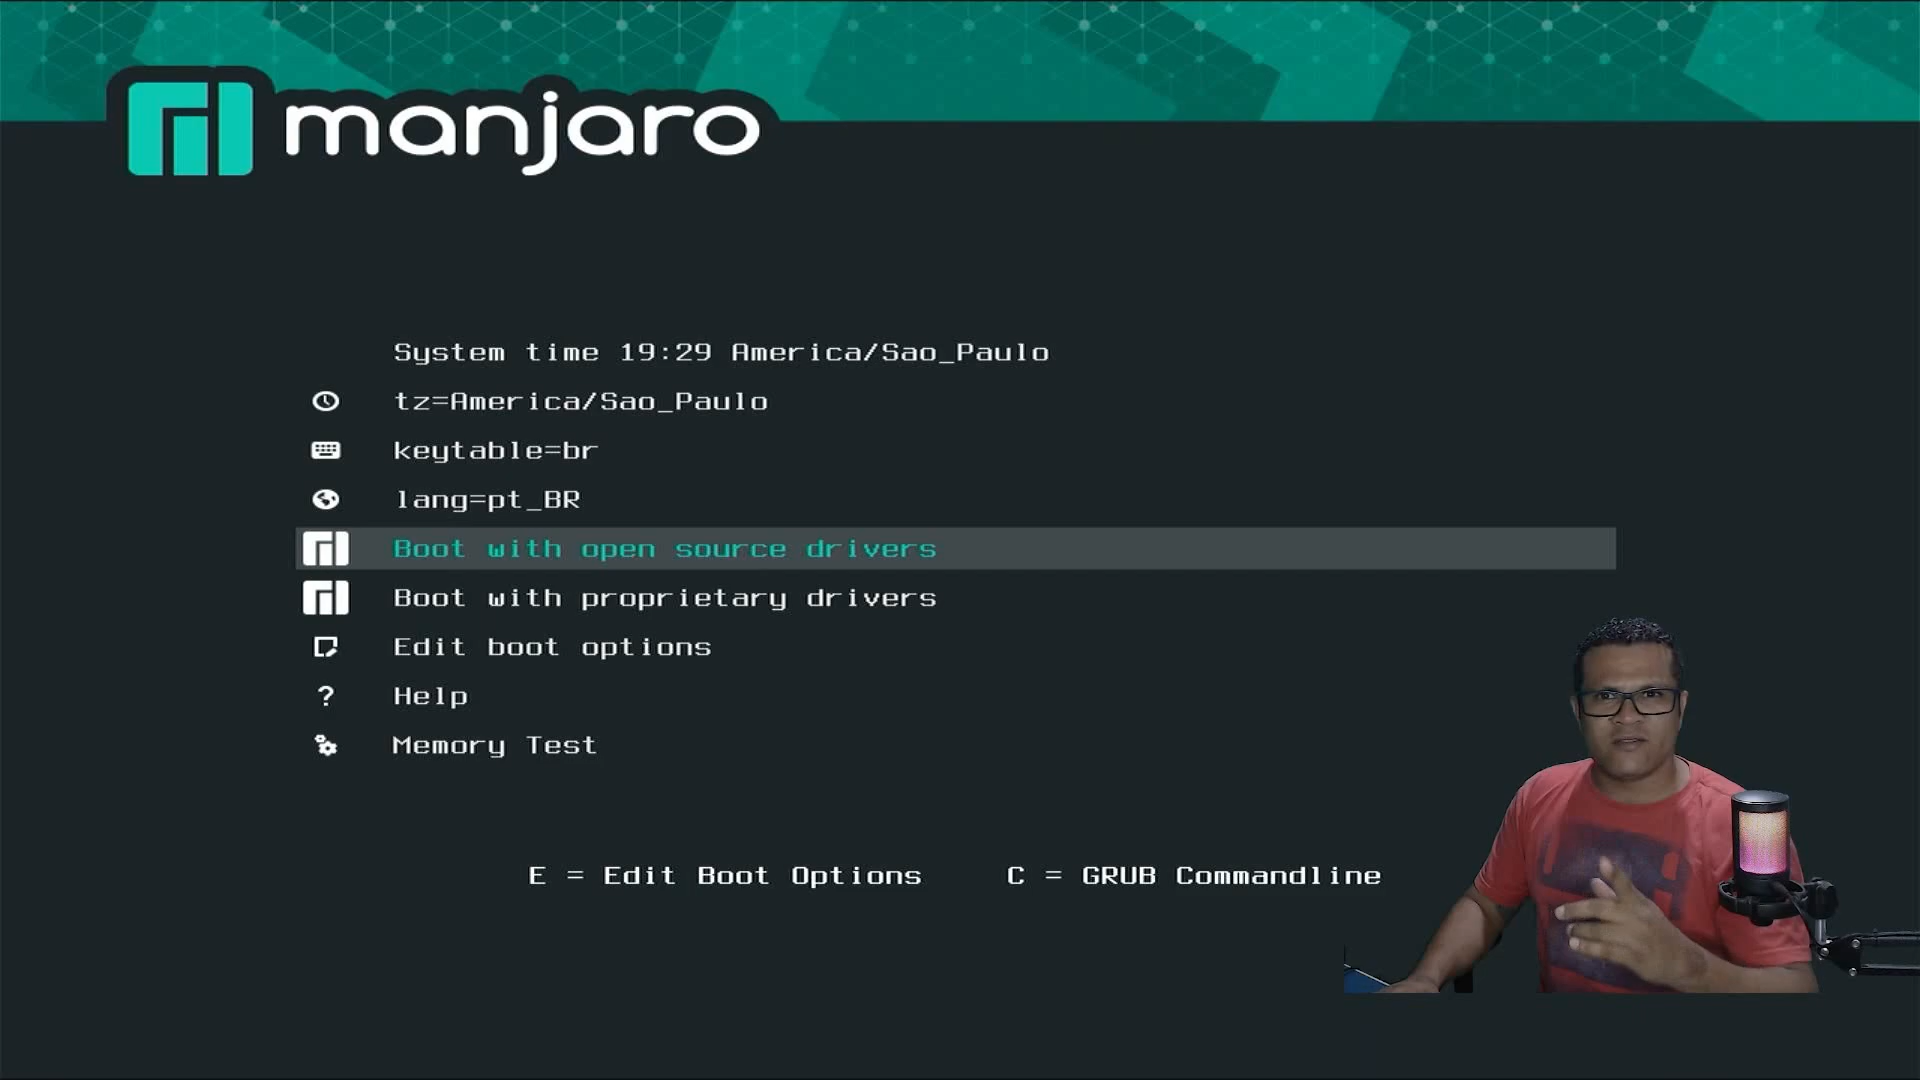 manjaro
System time 19:29 America/Sao_Paulo
tz=America/Sao_Paulo
keytable=br
lang=pt_BR
Boot with open source drivers
Boot with proprietary drivers
Edit boot options
? Help
Memory Test
E = Edit Boot Options C = GRUB Commandline